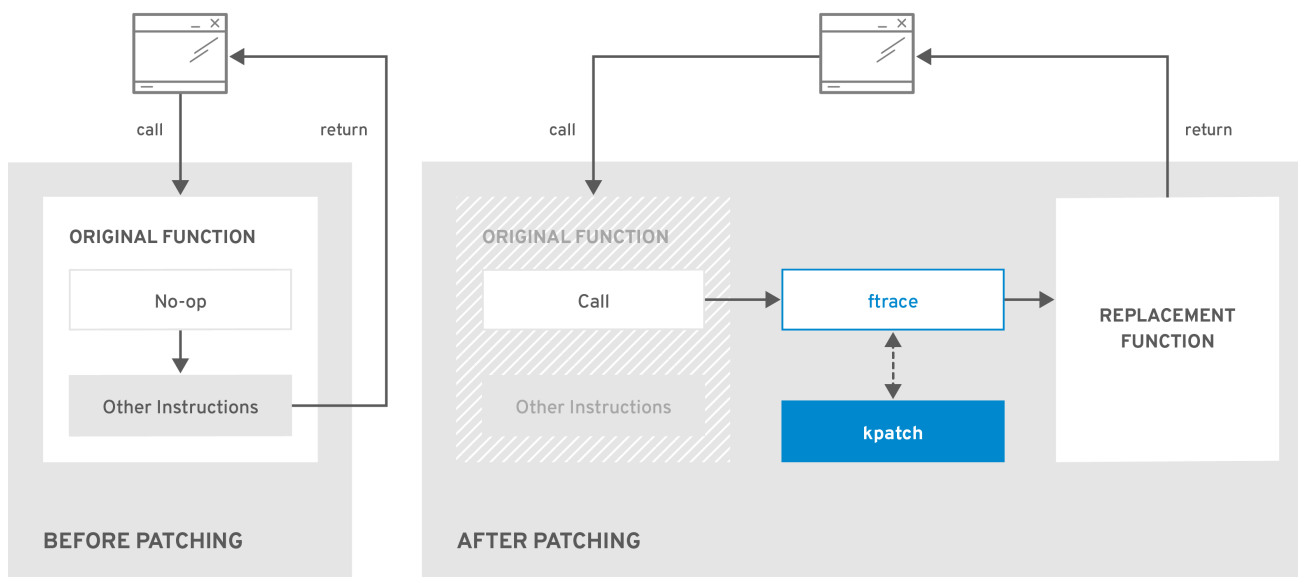 call
return
ORIGINAL FUNCTION
No-op
Other Instructions
BEFORE PATCHING
call
return
ORIGINAL FUNCTION
Call
ftrace
REPLACEMENT
FUNCTION
Other Instructions
kpatch
AFTER PATCHING